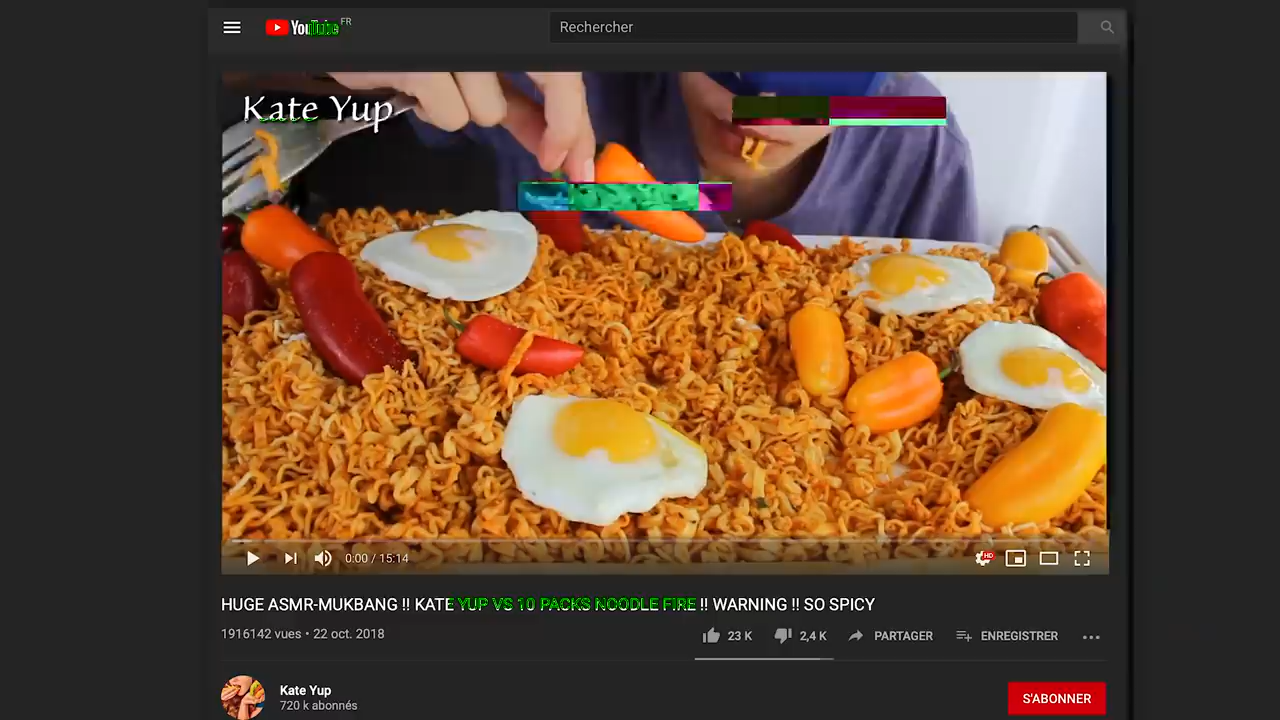 YouTube FR
Rechercher
Kate Yup
0:00 / 15:14
HD
HUGE ASMR-MUKBANG !! KATE YUP VS 10 PACKS NOODLE FIRE !! WARNING !! SO SPICY
1916142 vues • 22 oct. 2018
23 K
2,4 K
PARTAGER
ENREGISTRER
Kate Yup
720 k abonnés
S'ABONNER